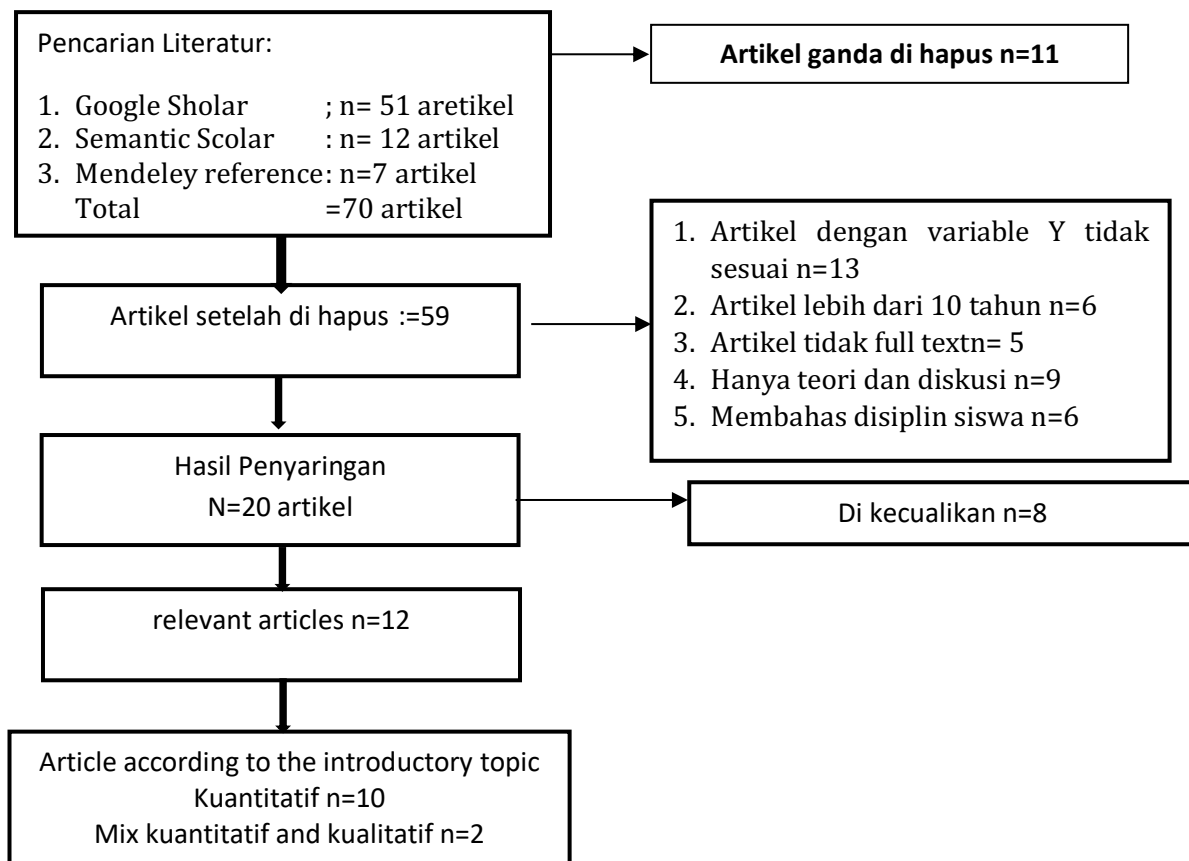 Pencarian Literatur:
1. Google Sholar ; n= 51 aretikel
2. Semantic Scolar : n= 12 artikel
3. Mendeley reference: n=7 artikel
Total =70 artikel
Artikel ganda di hapus n=11
Artikel setelah di hapus :=59
1. Artikel dengan variable Y tidak
sesuai n=13
2. Artikel lebih dari 10 tahun n=6
3. Artikel tidak full textn= 5
4. Hanya teori dan diskusi n=9
5. Membahas disiplin siswa n=6
Hasil Penyaringan
N=20 artikel
Di kecualikan n=8
relevant articles n=12
Article according to the introductory topic
Kuantitatif n=10
Mix kuantitatif and kualitatif n=2